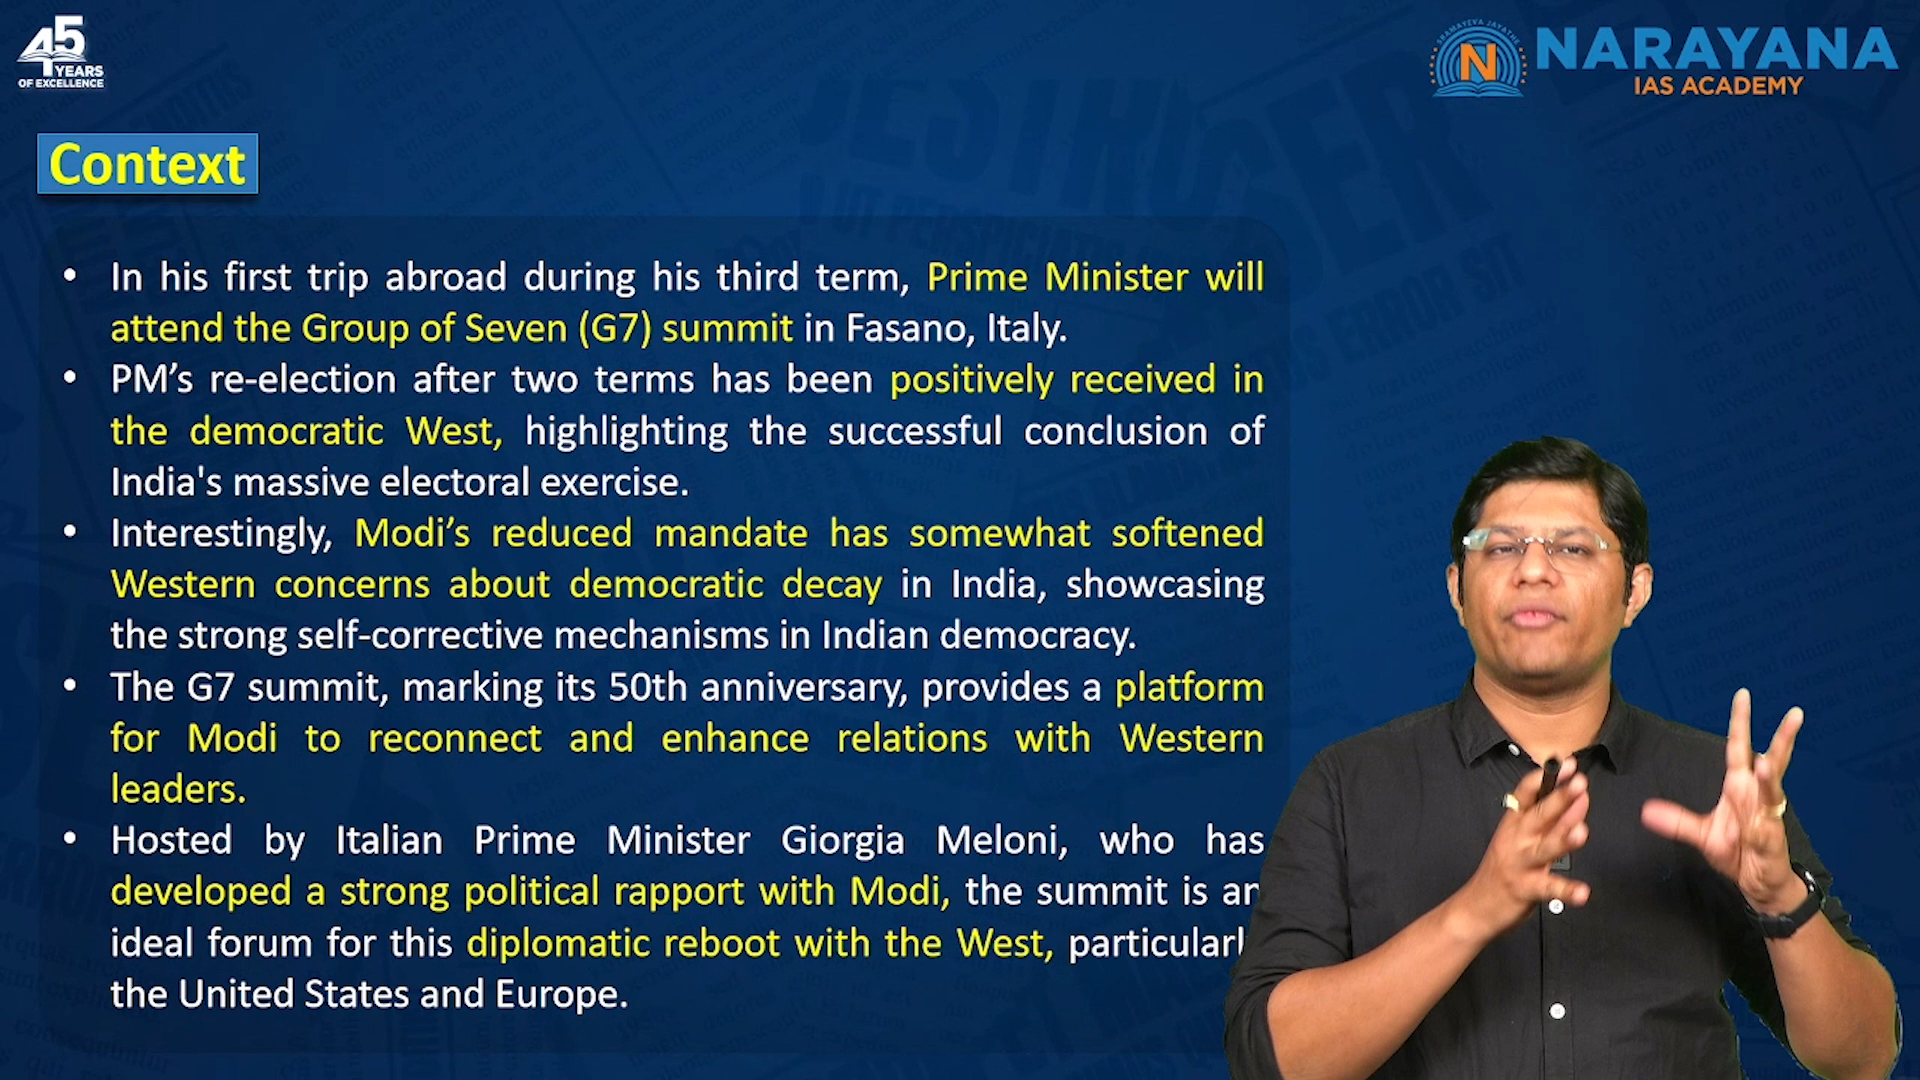 45
YEARS
OF EXCELLENCE
SRAMAYEVA JAYATHE
N
NARAYANA
IAS ACADEMY
Context
• In his first trip abroad during his third term, Prime Minister will
attend the Group of Seven (G7) summit in Fasano, Italy.
• PM’s re-election after two terms has been positively received in
the democratic West, highlighting the successful conclusion of
India's massive electoral exercise.
• Interestingly, Modi’s reduced mandate has somewhat softened
Western concerns about democratic decay in India, showcasing
the strong self-corrective mechanisms in Indian democracy.
• The G7 summit, marking its 50th anniversary, provides a platform
for Modi to reconnect and enhance relations with Western
leaders.
• Hosted by Italian Prime Minister Giorgia Meloni, who has
developed a strong political rapport with Modi, the summit is an
ideal forum for this diplomatic reboot with the West, particularl
the United States and Europe.